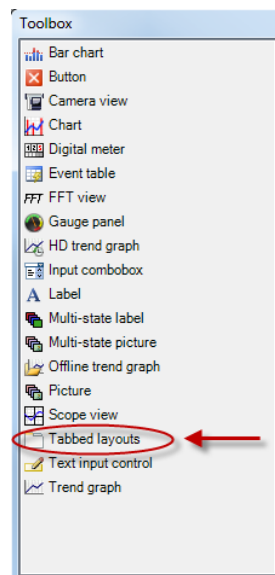 Toolbox
Bar chart
Button
Camera view
Chart
Digital meter
Event table
FFT FFT view
Gauge panel
HD trend graph
Input combobox
A Label
Multi-state label
Multi-state picture
Offline trend graph
Picture
Scope view
Tabbed layouts
Text input control
Trend graph